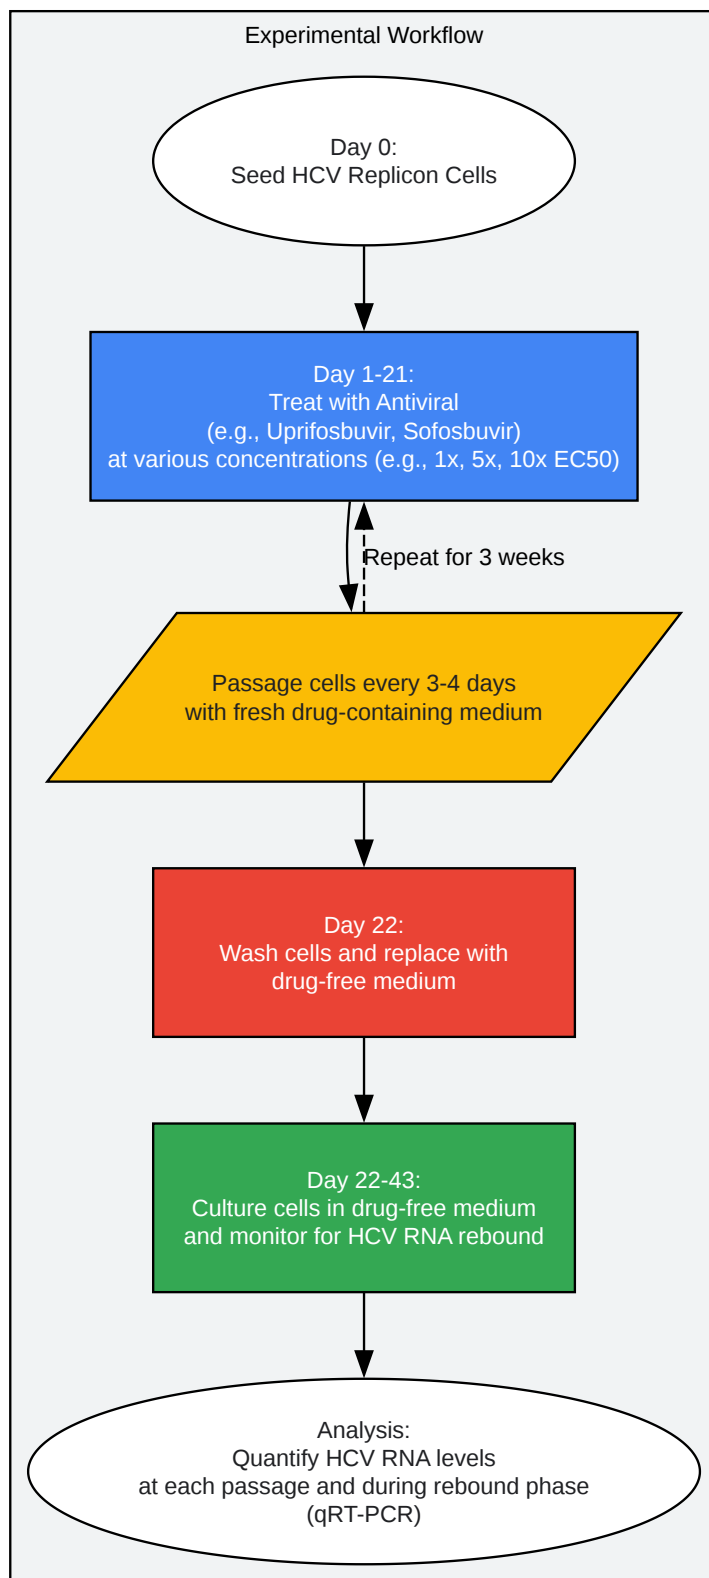 Experimental Workflow
Day 0:
Seed HCV Replicon Cells
Day 1-21:
Treat with Antiviral
(e.g., Uprifosbuvir, Sofosbuvir)
at various concentrations (e.g., 1x, 5x, 10x EC50)
Repeat for 3 weeks
Passage cells every 3-4 days
with fresh drug-containing medium
Day 22:
Wash cells and replace with
drug-free medium
Day 22-43:
Culture cells in drug-free medium
and monitor for HCV RNA rebound
Analysis:
Quantify HCV RNA levels
at each passage and during rebound phase
(qRT-PCR)